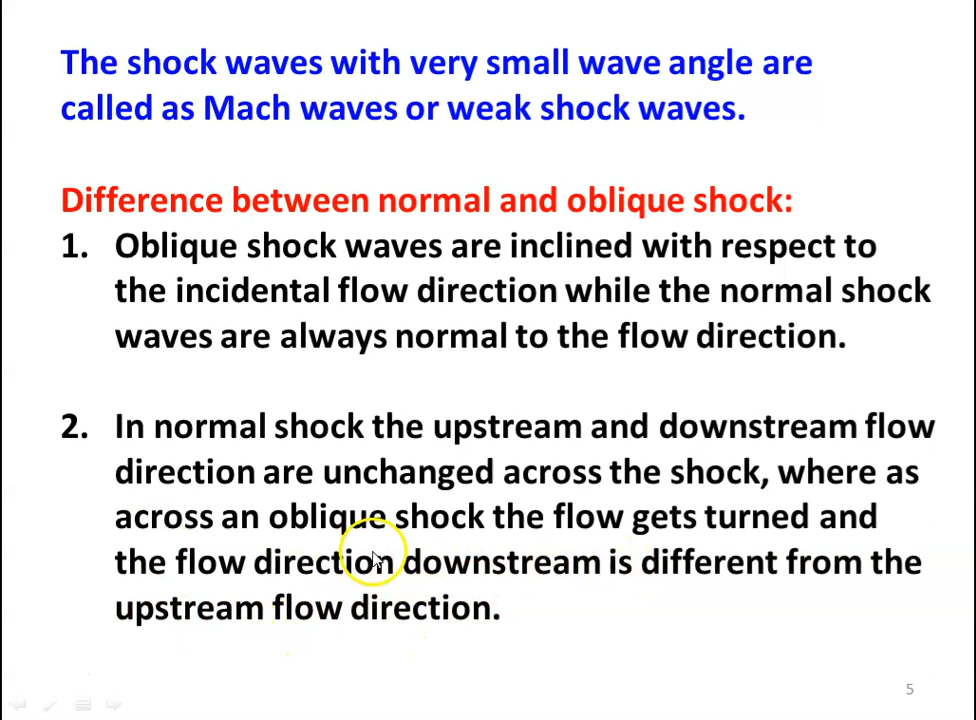 The shock waves with very small wave angle are
called as Mach waves or weak shock waves.
Difference between normal and oblique shock:
1. Oblique shock waves are inclined with respect to
the incidental flow direction while the normal shock
waves are always normal to the flow direction.
2. In normal shock the upstream and downstream flow
direction are unchanged across the shock, where as
across an oblique shock the flow gets turned and
the flow direction downstream is different from the
upstream flow direction.
5